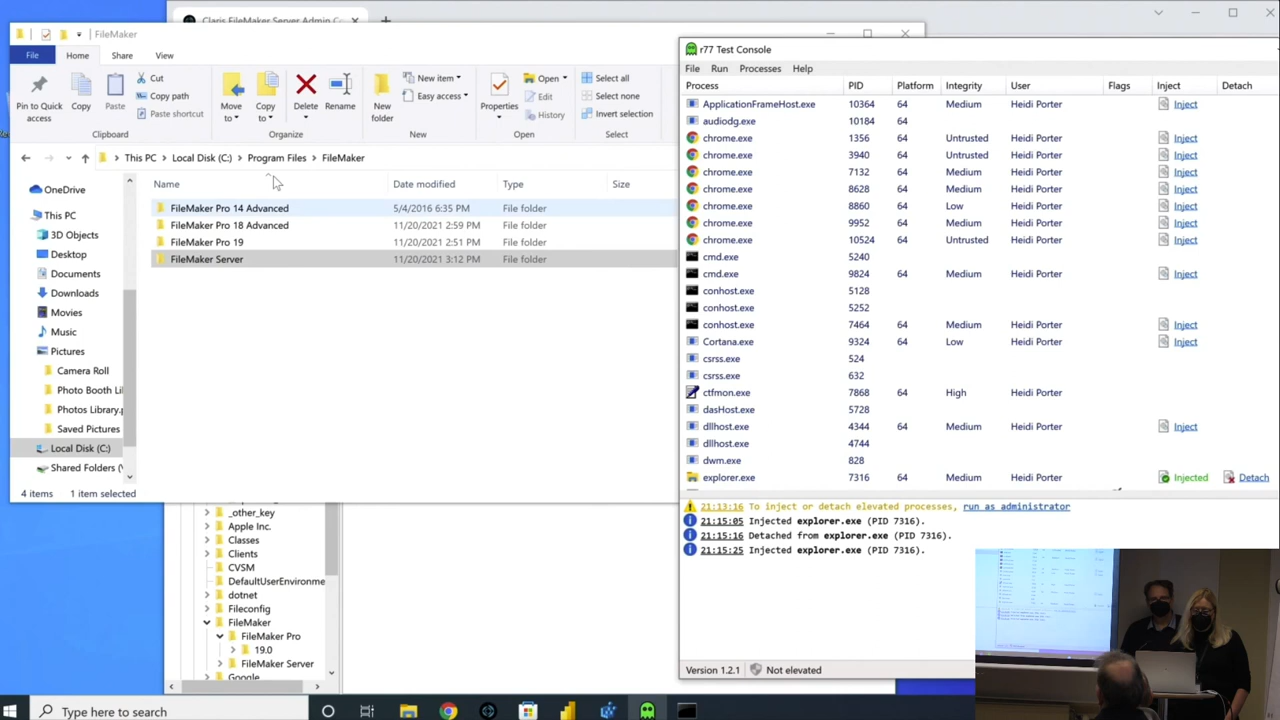 Claris FileMaker Server Admin Co
FileMaker
File Home Share View
Pin to Quick access
Copy
Paste
Cut
Copy path
Paste shortcut
Clipboard
Move to
Copy to
Delete
Rename
Organize
New folder
New item
Easy access
New
Properties
Open
Edit
History
Open
Select all
Select none
Invert selection
Select
This PC > Local Disk (C:) > Program Files > FileMaker
Name Date modified Type Size
FileMaker Pro 14 Advanced 5/4/2016 6:35 PM File folder
FileMaker Pro 18 Advanced 11/20/2021 2:59 PM File folder
FileMaker Pro 19 11/20/2021 2:51 PM File folder
FileMaker Server 11/20/2021 3:12 PM File folder
OneDrive
This PC
3D Objects
Desktop
Documents
Downloads
Movies
Music
Pictures
Camera Roll
Photo Booth Li
Photos Library.p
Saved Pictures
Local Disk (C:)
Shared Folders (\
4 items 1 item selected
_other_key
Apple Inc.
Classes
Clients
CVSM
DefaultUserEnvironme
dotnet
Fileconfig
FileMaker
FileMaker Pro
19.0
FileMaker Server
Google
r77 Test Console
File Run Processes Help
Process PID Platform Integrity User Flags Inject Detach
ApplicationFrameHost.exe 10364 64 Medium Heidi Porter Inject
audiodg.exe 10184 64
chrome.exe 1356 64 Untrusted Heidi Porter Inject
chrome.exe 3940 64 Untrusted Heidi Porter Inject
chrome.exe 7132 64 Medium Heidi Porter Inject
chrome.exe 8628 64 Medium Heidi Porter Inject
chrome.exe 8860 64 Low Heidi Porter Inject
chrome.exe 9952 64 Medium Heidi Porter Inject
chrome.exe 10524 64 Untrusted Heidi Porter Inject
cmd.exe 5240
cmd.exe 9824 64 Medium Heidi Porter Inject
conhost.exe 5128
conhost.exe 5252
conhost.exe 7464 64 Medium Heidi Porter Inject
Cortana.exe 9324 64 Low Heidi Porter Inject
csrss.exe 524
csrss.exe 632
ctfmon.exe 7868 64 High Heidi Porter
dasHost.exe 5728
dllhost.exe 4344 64 Medium Heidi Porter Inject
dllhost.exe 4744
dwm.exe 828
explorer.exe 7316 64 Medium Heidi Porter Injected Detach
21:13:16 To inject or detach elevated processes, run as administrator
21:15:05 Injected explorer.exe (PID 7316).
21:15:16 Detached from explorer.exe (PID 7316).
21:15:25 Injected explorer.exe (PID 7316).
Version 1.2.1 Not elevated
Type here to search